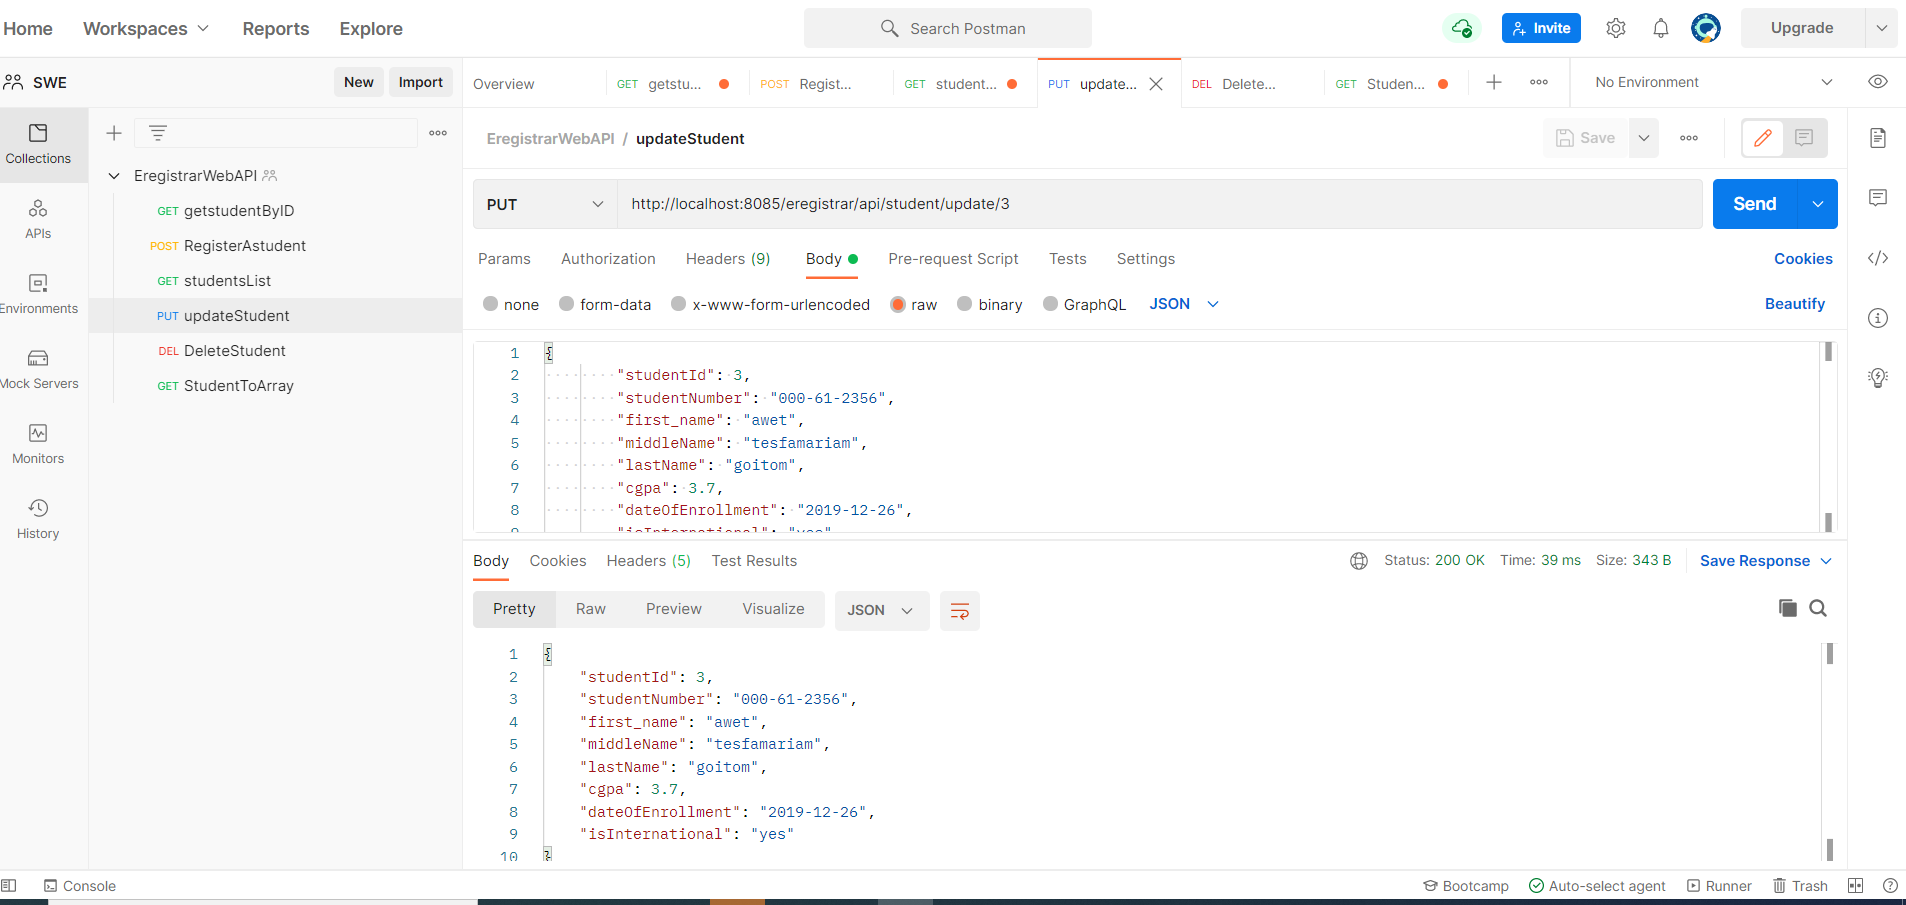 Home Workspaces Reports Explore Search Postman Invite Upgrade
SWE New Import Overview GET getstu... POST Regist... GET student... PUT update... DEL Delete... GET Studen... No Environment
Collections
APIs
Environments
Mock Servers
Monitors
History
EregistrarWebAPI
GET getstudentByID
POST RegisterAstudent
GET studentsList
PUT updateStudent
DEL DeleteStudent
GET StudentToArray
EregistrarWebAPI / updateStudent Save
PUT http://localhost:8085/eregistrar/api/student/update/3 Send
Params Authorization Headers (9) Body Pre-request Script Tests Settings Cookies
none form-data x-www-form-urlencoded raw binary GraphQL JSON Beautify
1 {
2 "studentId": 3,
3 "studentNumber": "000-61-2356",
4 "first_name": "awet",
5 "middleName": "tesfamariam",
6 "lastName": "goitom",
7 "cgpa": 3.7,
8 "dateOfEnrollment": "2019-12-26",
9 "isInternational": "yes"
Body Cookies Headers (5) Test Results Status: 200 OK Time: 39 ms Size: 343 B Save Response
Pretty Raw Preview Visualize JSON
1 {
2 "studentId": 3,
3 "studentNumber": "000-61-2356",
4 "first_name": "awet",
5 "middleName": "tesfamariam",
6 "lastName": "goitom",
7 "cgpa": 3.7,
8 "dateOfEnrollment": "2019-12-26",
9 "isInternational": "yes"
10 }
Console Bootcamp Auto-select agent Runner Trash